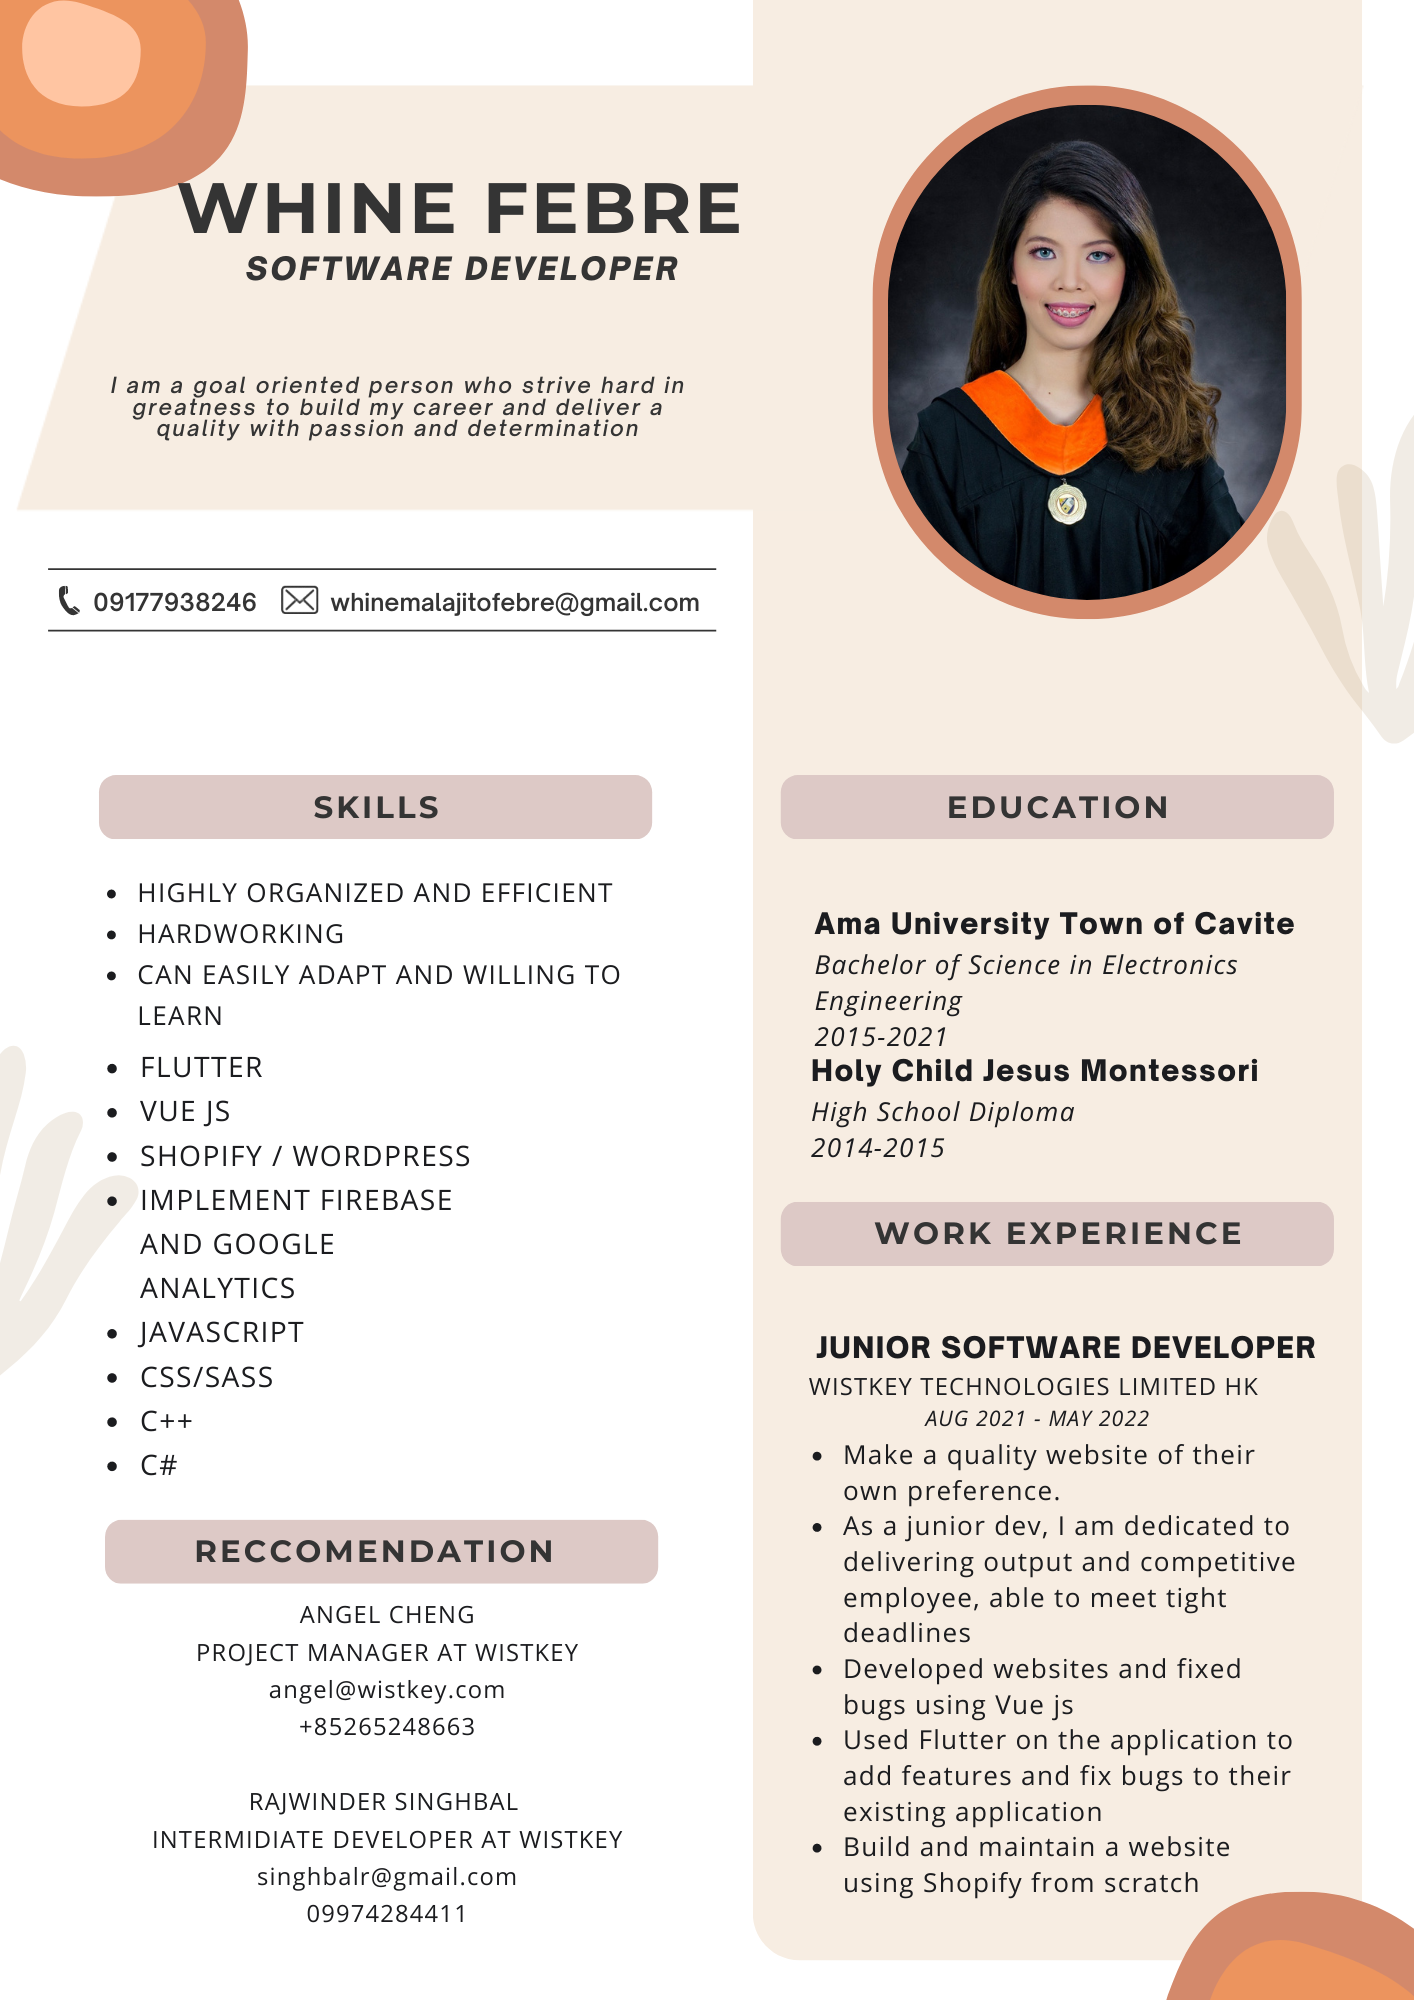 WHINE FEBRE
SOFTWARE DEVELOPER
I am a goal oriented person who strive hard in
greatness to build my career and deliver a
quality with passion and determination
09177938246 whinemalajitofebre@gmail.com
SKILLS
• HIGHLY ORGANIZED AND EFFICIENT
• HARDWORKING
• CAN EASILY ADAPT AND WILLING TO
LEARN
• FLUTTER
• VUE JS
• SHOPIFY / WORDPRESS
• IMPLEMENT FIREBASE
AND GOOGLE
ANALYTICS
• JAVASCRIPT
• CSS/SASS
• C++
• C#
RECCOMENDATION
ANGEL CHENG
PROJECT MANAGER AT WISTKEY
angel@wistkey.com
+85265248663
RAJWINDER SINGHBAL
INTERMIDIATE DEVELOPER AT WISTKEY
singhbalr@gmail.com
09974284411
EDUCATION
Ama University Town of Cavite
Bachelor of Science in Electronics
Engineering
2015-2021
Holy Child Jesus Montessori
High School Diploma
2014-2015
WORK EXPERIENCE
JUNIOR SOFTWARE DEVELOPER
WISTKEY TECHNOLOGIES LIMITED HK
AUG 2021 - MAY 2022
• Make a quality website of their
own preference.
• As a junior dev, I am dedicated to
delivering output and competitive
employee, able to meet tight
deadlines
• Developed websites and fixed
bugs using Vue js
• Used Flutter on the application to
add features and fix bugs to their
existing application
• Build and maintain a website
using Shopify from scratch